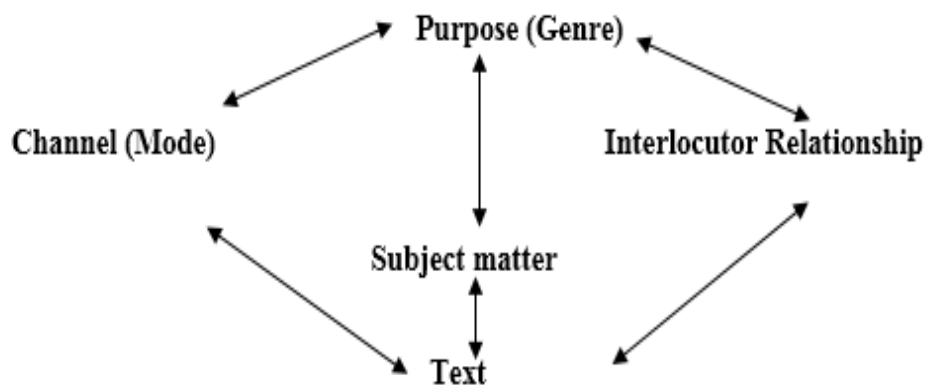 Purpose (Genre)
Channel (Mode)
Interlocutor Relationship
Subject matter
Text